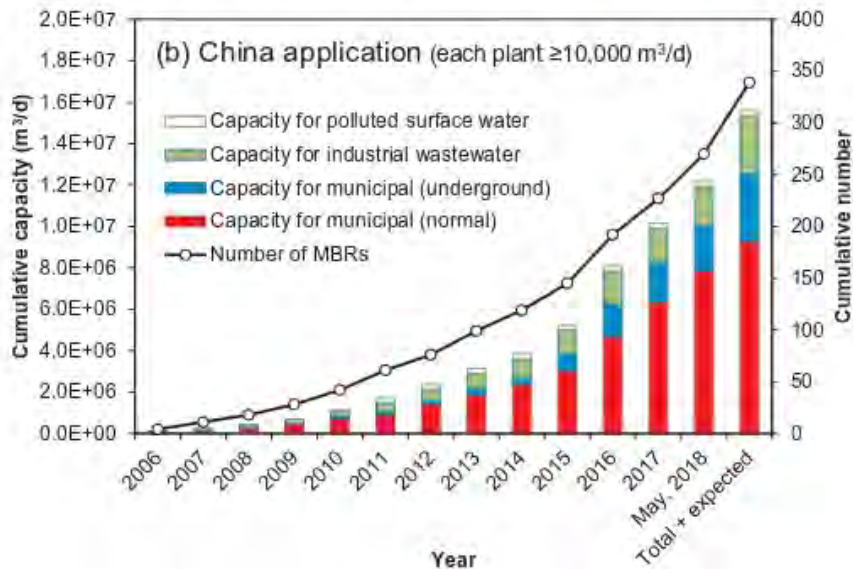 (b) China application (each plant ≥10,000 m³/d)
Capacity for polluted surface water
Capacity for industrial wastewater
Capacity for municipal (underground)
Capacity for municipal (normal)
Number of MBRs
Cumulative capacity (m³/d)
2.0E+07
1.8E+07
1.6E+07
1.4E+07
1.2E+07
1.0E+07
8.0E+06
6.0E+06
4.0E+06
2.0E+06
0.0E+00
400
350
300
250
200
150
100
50
0
Cumulative number
2006
2007
2008
2009
2010
2011
2012
2013
2014
2015
2016
2017
May, 2018
Total + expected
Year